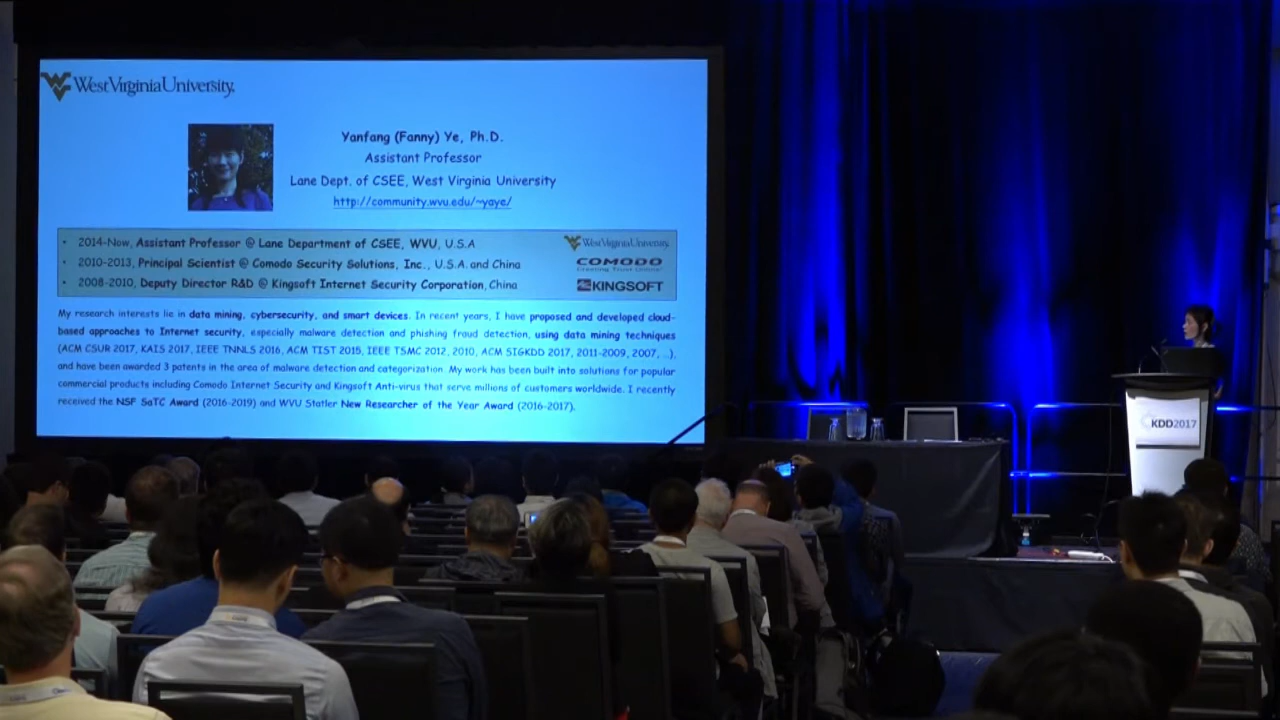 WestVirginiaUniversity.
Yanfang (Fanny) Ye, Ph.D.
Assistant Professor
Lane Dept. of CSEE, West Virginia University
http://community.wvu.edu/~yaye/
• 2014-Now, Assistant Professor @ Lane Department of CSEE, WVU, U.S.A
WestVirginiaUniversity.
• 2010-2013, Principal Scientist @ Comodo Security Solutions, Inc., U.S.A. and China
COMODO
Creating Trust Online
• 2008-2010, Deputy Director R&D @ Kingsoft Internet Security Corporation, China
KINGSOFT
My research interests lie in data mining, cybersecurity, and smart devices. In recent years, I have proposed and developed cloud-
based approaches to Internet security, especially malware detection and phishing fraud detection, using data mining techniques
(ACM CSUR 2017, KAIS 2017, IEEE TNNLS 2016, ACM TIST 2015, IEEE TSMC 2012, 2010, ACM SIGKDD 2017, 2011-2009, 2007, …),
and have been awarded 3 patents in the area of malware detection and categorization. My work has been built into solutions for popular
commercial products including Comodo Internet Security and Kingsoft Anti-virus that serve millions of customers worldwide. I recently
received the NSF SaTC Award (2016-2019) and WVU Statler New Researcher of the Year Award (2016-2017).
KDD2017